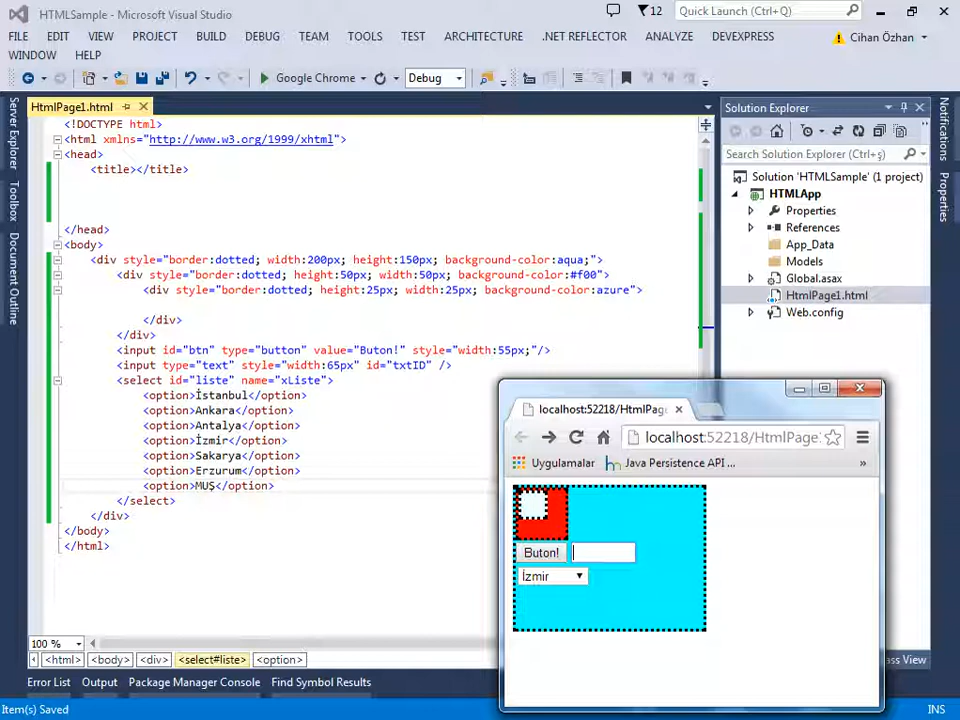 HTMLSample - Microsoft Visual Studio
12
Quick Launch (Ctrl+Q)
FILE EDIT VIEW PROJECT BUILD DEBUG TEAM TOOLS TEST ARCHITECTURE .NET REFLECTOR ANALYZE DEVEXPRESS
Cihan Özhan
WINDOW HELP
Google Chrome
Debug
Server Explorer
Toolbox
Document Outline
HtmlPage1.html
<!DOCTYPE html>
<html xmlns="http://www.w3.org/1999/xhtml">
<head>
<title></title>
</head>
<body>
<div style="border:dotted; width:200px; height:150px; background-color:aqua;">
<div style="border:dotted; height:50px; width:50px; background-color:#f00">
<div style="border:dotted; height:25px; width:25px; background-color:azure">
</div>
</div>
<input id="btn" type="button" value="Buton!" style="width:55px;"/>
<input type="text" style="width:65px" id="txtID" />
<select id="liste" name="xListe">
<option>İstanbul</option>
<option>Ankara</option>
<option>Antalya</option>
<option>İzmir</option>
<option>Sakarya</option>
<option>Erzurum</option>
<option>MUŞ</option>
</select>
</div>
</body>
</html>
100 %
<html> <body> <div> <select#liste> <option>
Error List Output Package Manager Console Find Symbol Results
Item(s) Saved
INS
Solution Explorer
Search Solution Explorer (Ctrl+ş)
Solution 'HTMLSample' (1 project)
HTMLApp
Properties
References
App_Data
Models
Global.asax
HtmlPage1.html
Web.config
Notifications
Properties
ass View
localhost:52218/HtmlPag
localhost:52218/HtmlPage
Uygulamalar
Java Persistence API ...
»
Buton!
İzmir